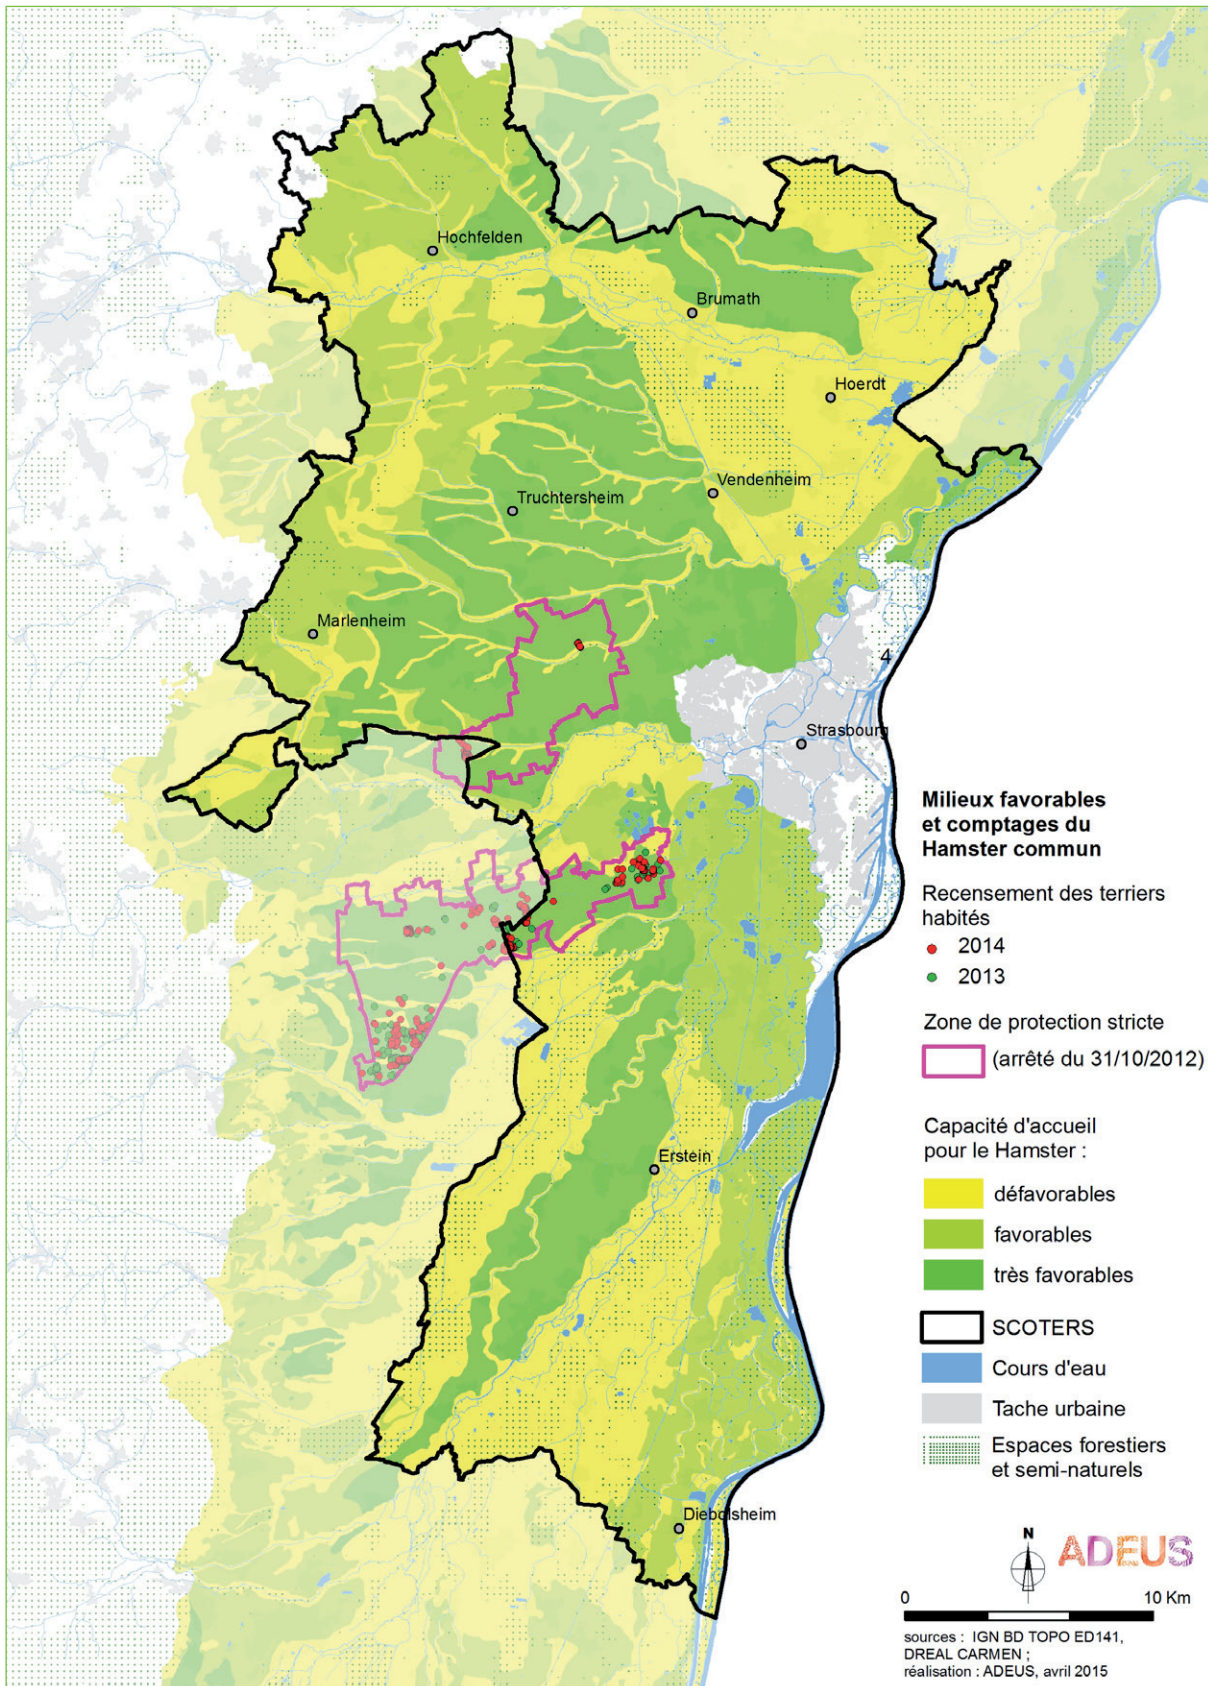 Hochfelden
Brumath
Hoerdt
Vendenheim
Truchtersheim
Marlenheim
4
Strasbourg
Erstein
Diebolsheim
Milieux favorables
et comptages du
Hamster commun
Recensement des terriers
habités
2014
2013
Zone de protection stricte
(arrêté du 31/10/2012)
Capacité d'accueil
pour le Hamster :
défavorables
favorables
très favorables
SCOTERS
Cours d'eau
Tache urbaine
Espaces forestiers
et semi-naturels
N
ADEUS
0 10 Km
sources : IGN BD TOPO ED141,
DREAL CARMEN ;
réalisation : ADEUS, avril 2015